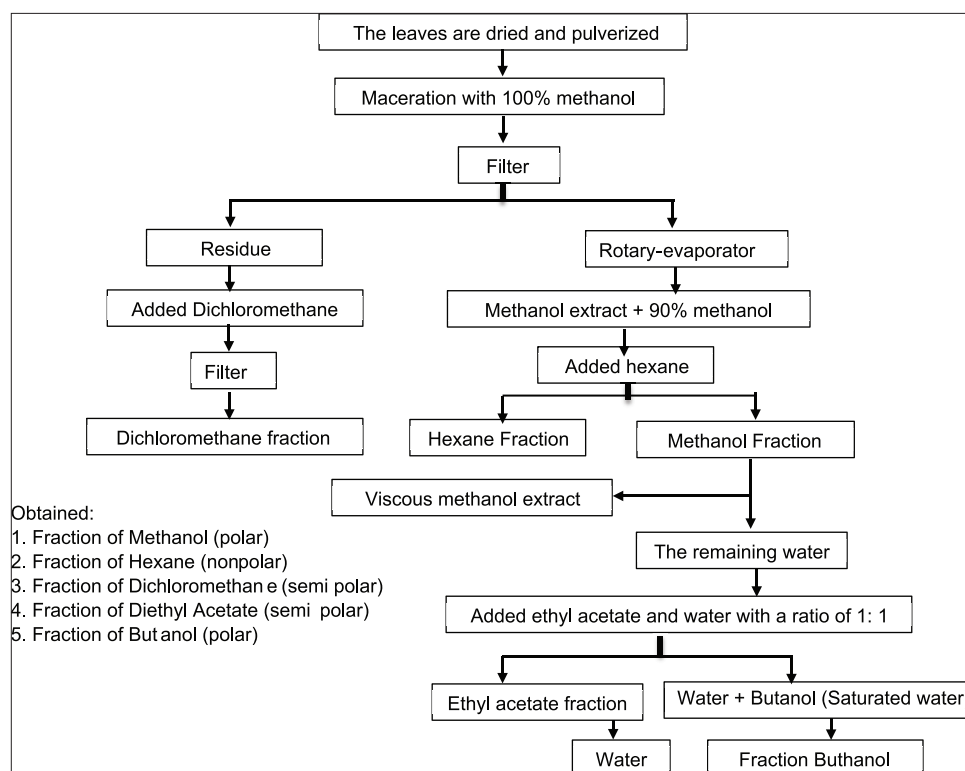 The leaves are dried and pulverized
Maceration with 100% methanol
Filter
Residue
Rotary-evaporator
Added Dichloromethane
Methanol extract + 90% methanol
Filter
Added hexane
Dichloromethane fraction
Hexane Fraction
Methanol Fraction
Viscous methanol extract
Obtained:
1. Fraction of Methanol (polar)
2. Fraction of Hexane (nonpolar)
3. Fraction of Dichloromethan e (semi polar)
4. Fraction of Diethyl Acetate (semi polar)
5. Fraction of But anol (polar)
The remaining water
Added ethyl acetate and water with a ratio of 1: 1
Ethyl acetate fraction
Water + Butanol (Saturated water
Water
Fraction Buthanol